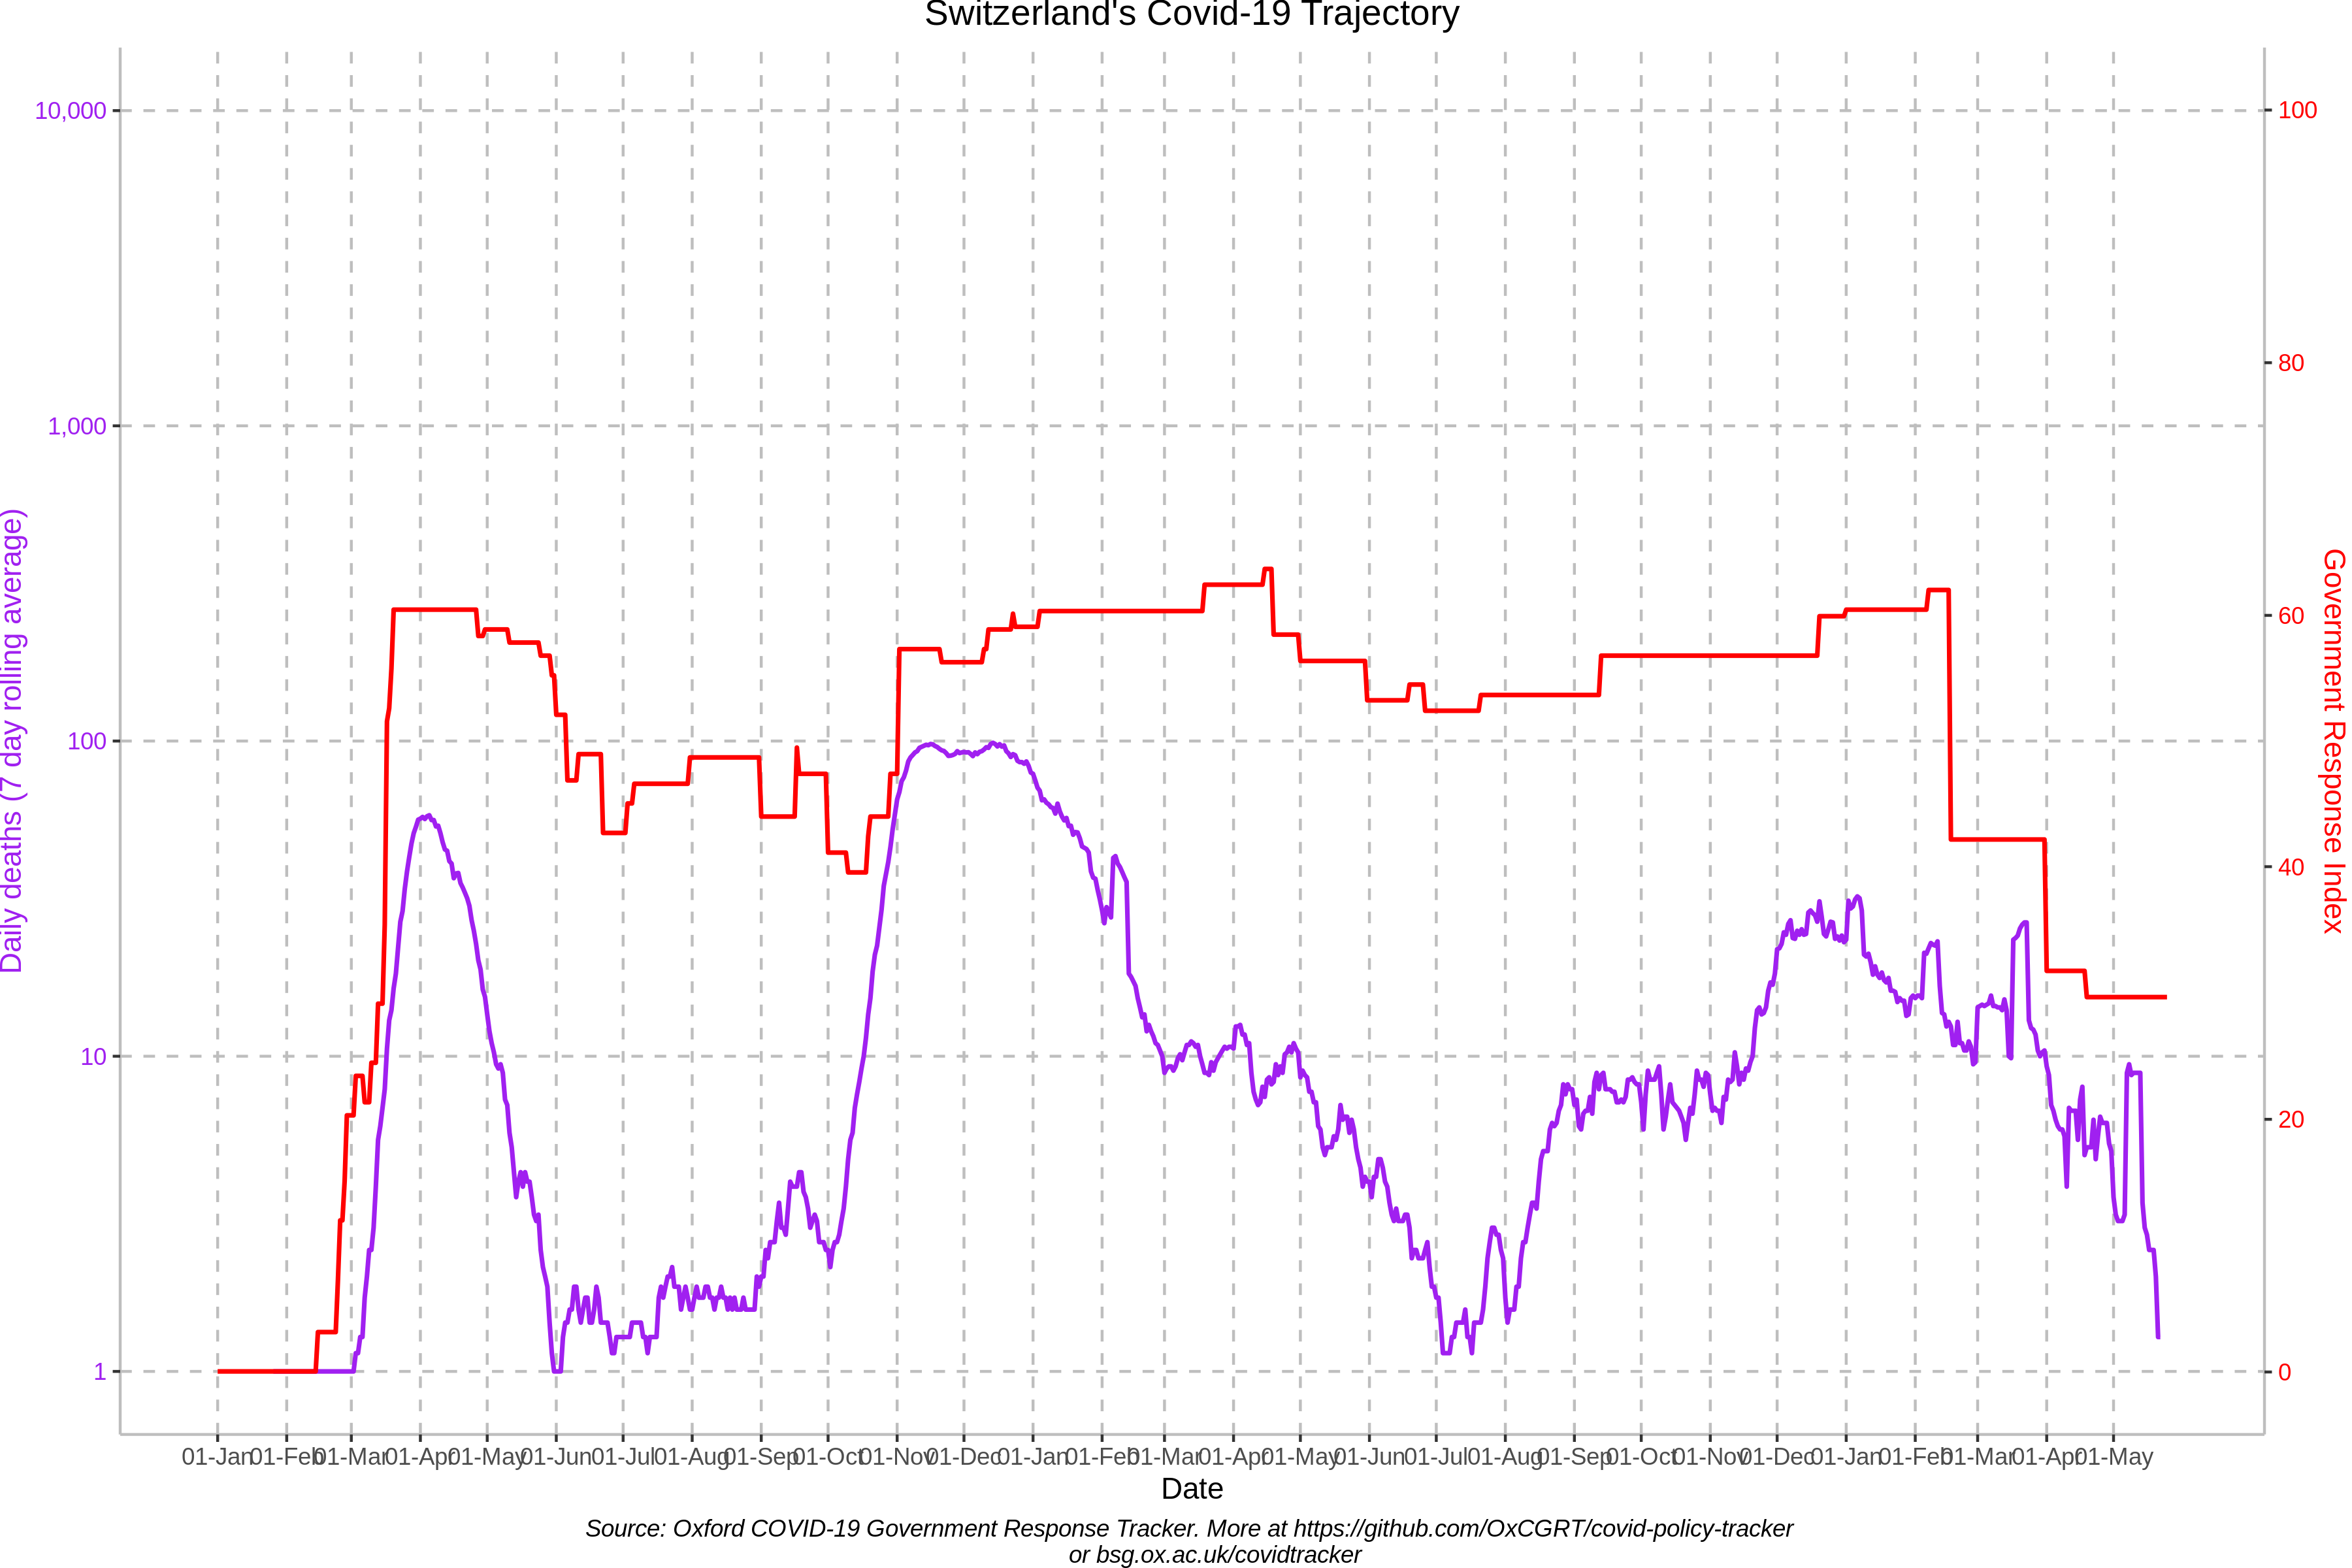 Switzerland's Covid-19 Trajectory
10,000
1,000
100
10
1
Daily deaths (7 day rolling average)
100
80
60
40
20
0
Government Response Index
01-Jan 01-Feb 01-Mar 01-Apr 01-May 01-Jun 01-Jul 01-Aug 01-Sep 01-Oct 01-Nov 01-Dec 01-Jan 01-Feb 01-Mar 01-Apr 01-May 01-Jun 01-Jul 01-Aug 01-Sep 01-Oct 01-Nov 01-Dec 01-Jan 01-Feb 01-Mar 01-Apr 01-May
Date
Source: Oxford COVID-19 Government Response Tracker. More at https://github.com/OxCGRT/covid-policy-tracker
or bsg.ox.ac.uk/covidtracker